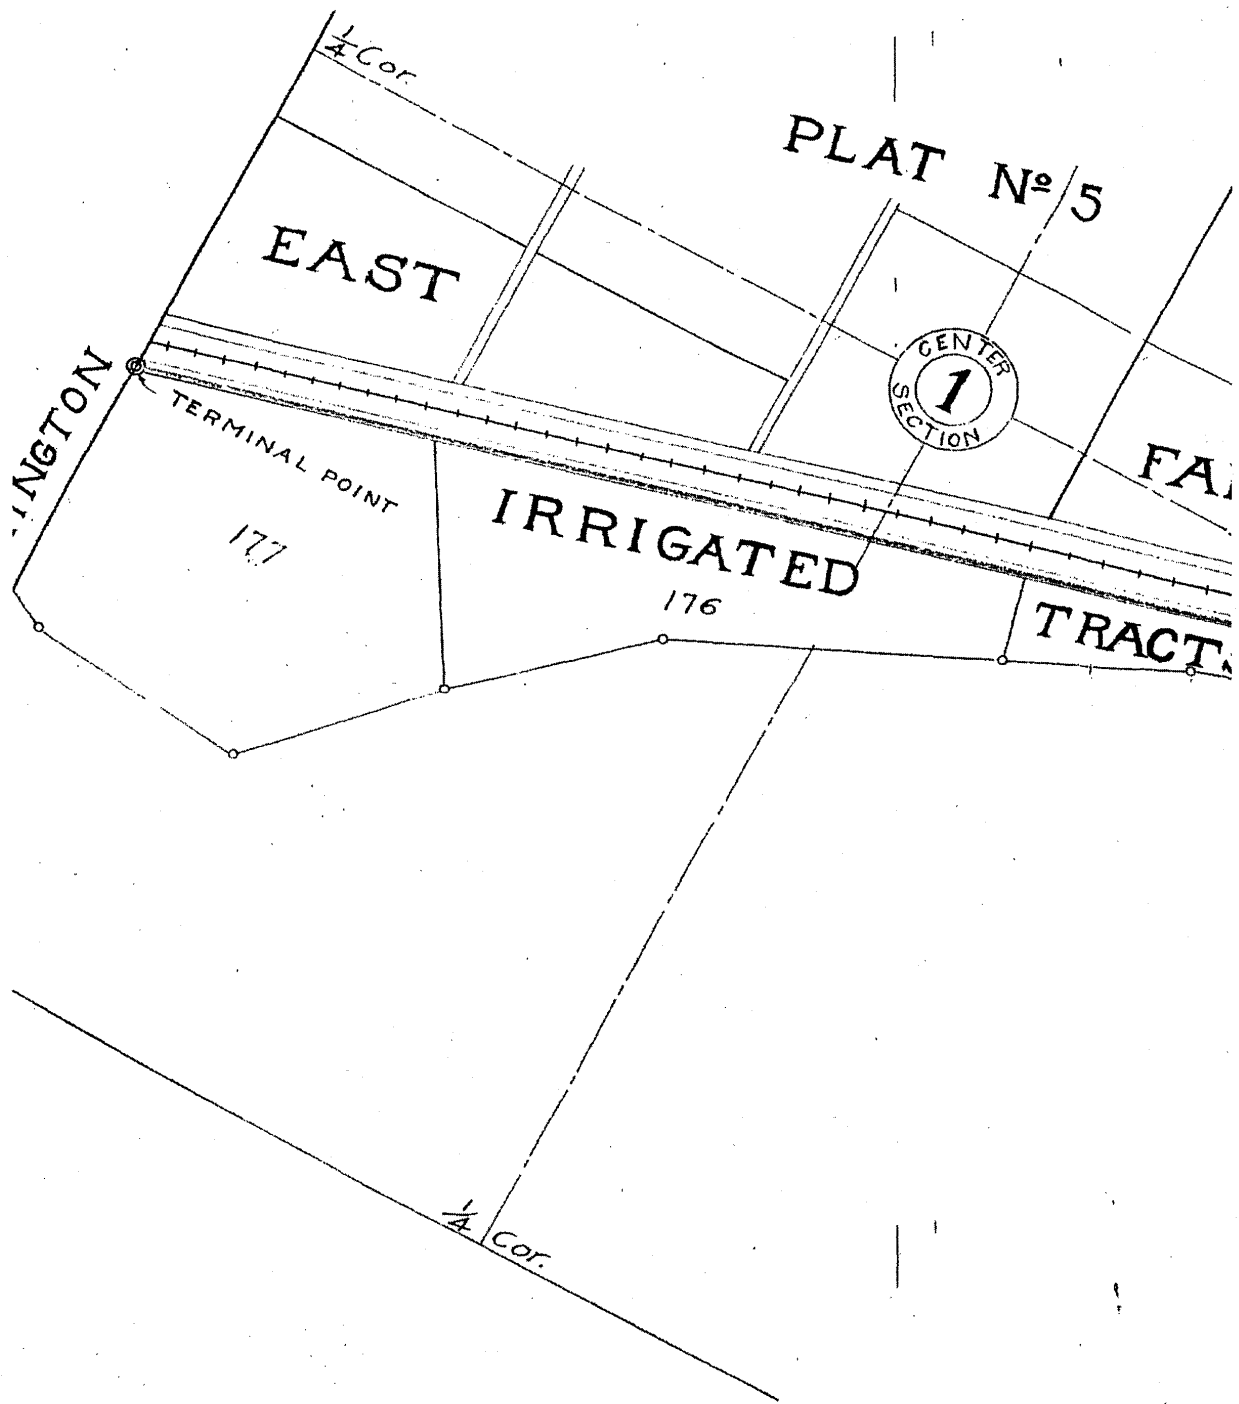 1/4 Cor.
PLAT Nº 5
EAST
CENTER
1
SECTION
INGTON
TERMINAL POINT
FA
IRRIGATED
177
176
TRACT
1/4 Cor.